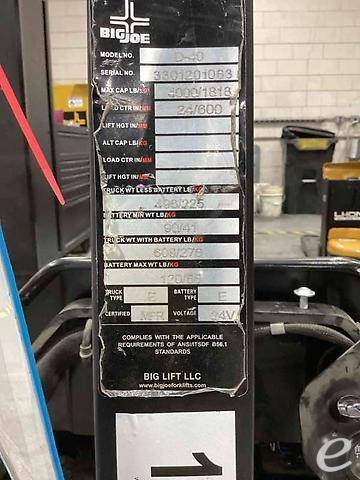 BIG JOE
MODEL NO. D-40
SERIAL NO. 3301201063
MAX CAP LB/KG 4000/1818
LOAD CTR IN/MM 24/600
LIFT HGT IN/MM
ALT CAP LB/KG
LOAD CTR IN/MM
LIFT HGT IN/MM
TRUCK WT LESS BATTERY LB/KG
496/225
BATTERY MIN WT LB/KG
90/41
TRUCK WT WITH BATTERY LB/KG
BATTERY MAX WT LB/KG
TRUCK TYPE E BATTERY TYPE E
CERTIFIED MFR VOLTAGE 24V
COMPLIES WITH THE APPLICABLE
REQUIREMENTS OF ANSI/ITSDF B56.1
STANDARDS
BIG LIFT LLC
www.bigjoeforklifts.com
1